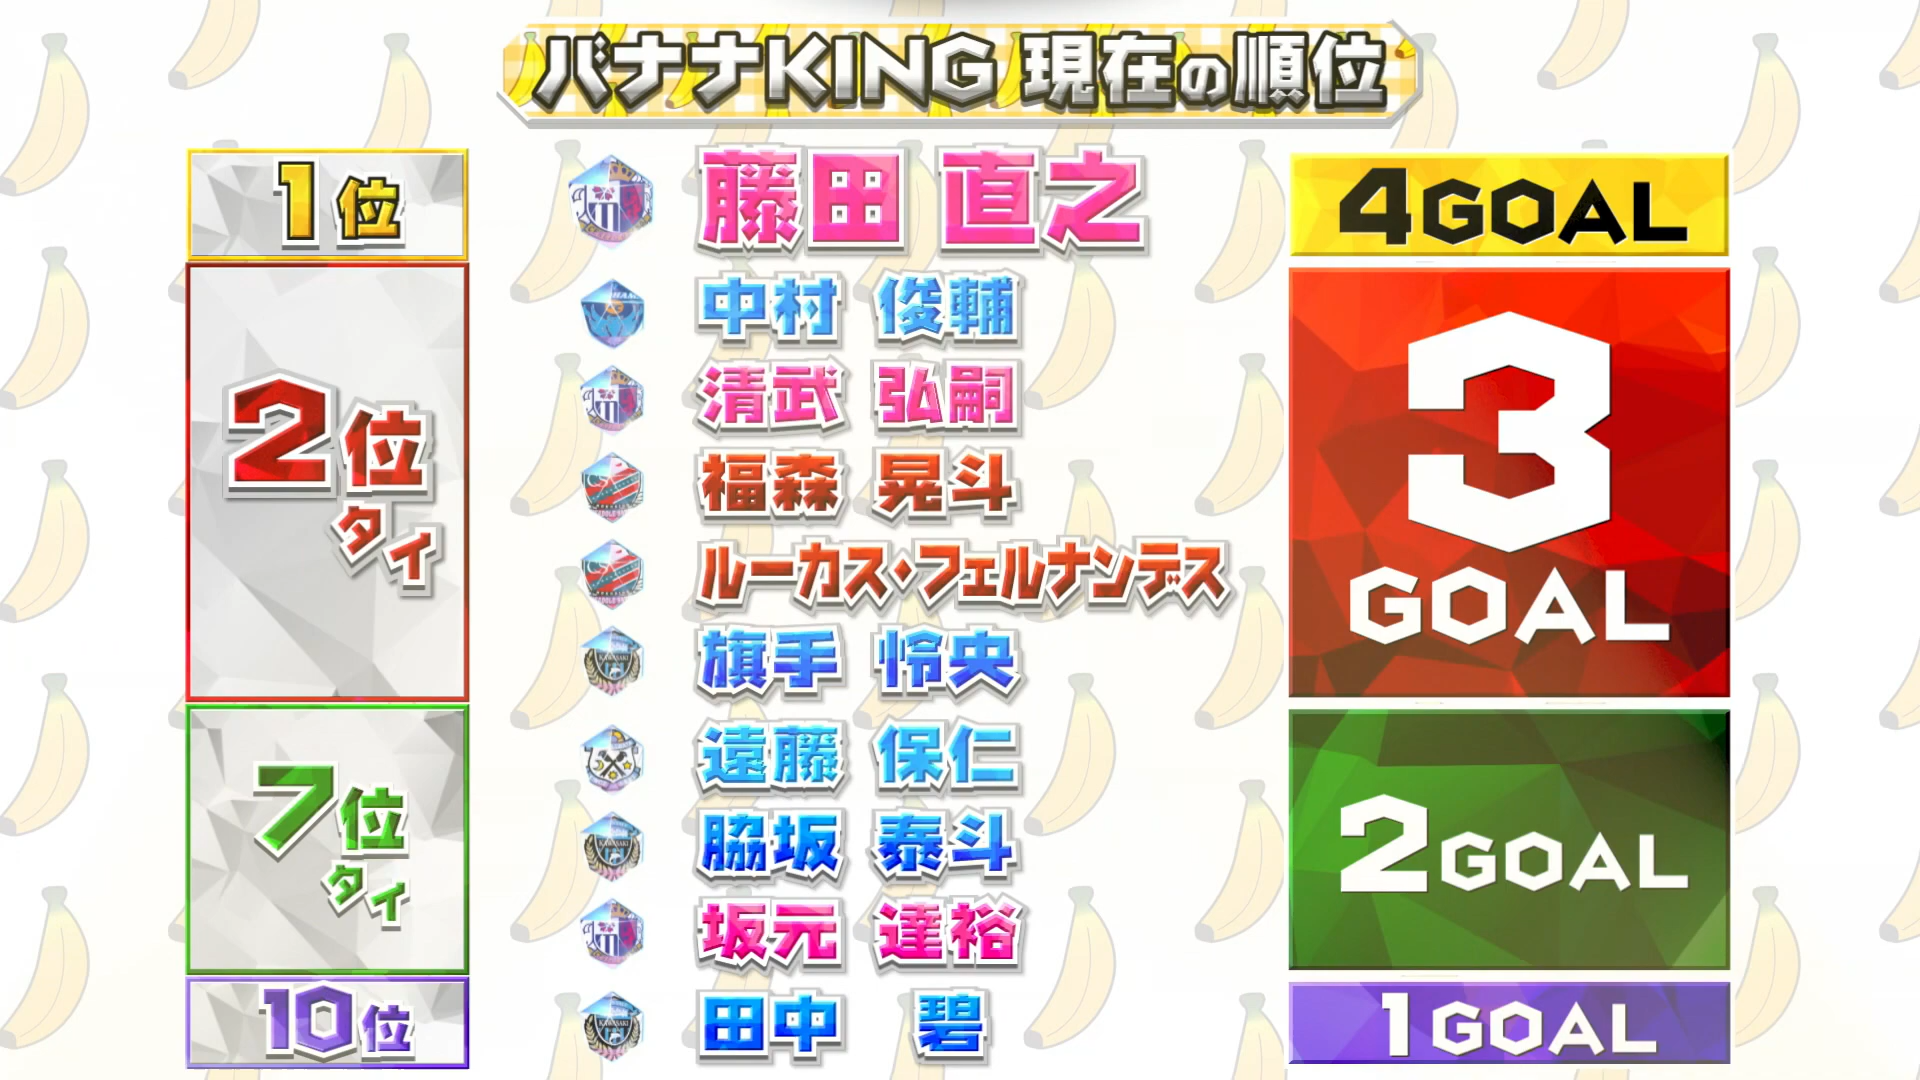 バナナKING 現在の順位
1位
藤田 直之
4GOAL
2位タイ
中村 俊輔
清武 弘嗣
福森 晃斗
ルーカス・フェルナンデス
旗手 怜央
3GOAL
7位タイ
遠藤 保仁
脇坂 泰斗
坂元 達裕
2GOAL
10位
田中 碧
1GOAL